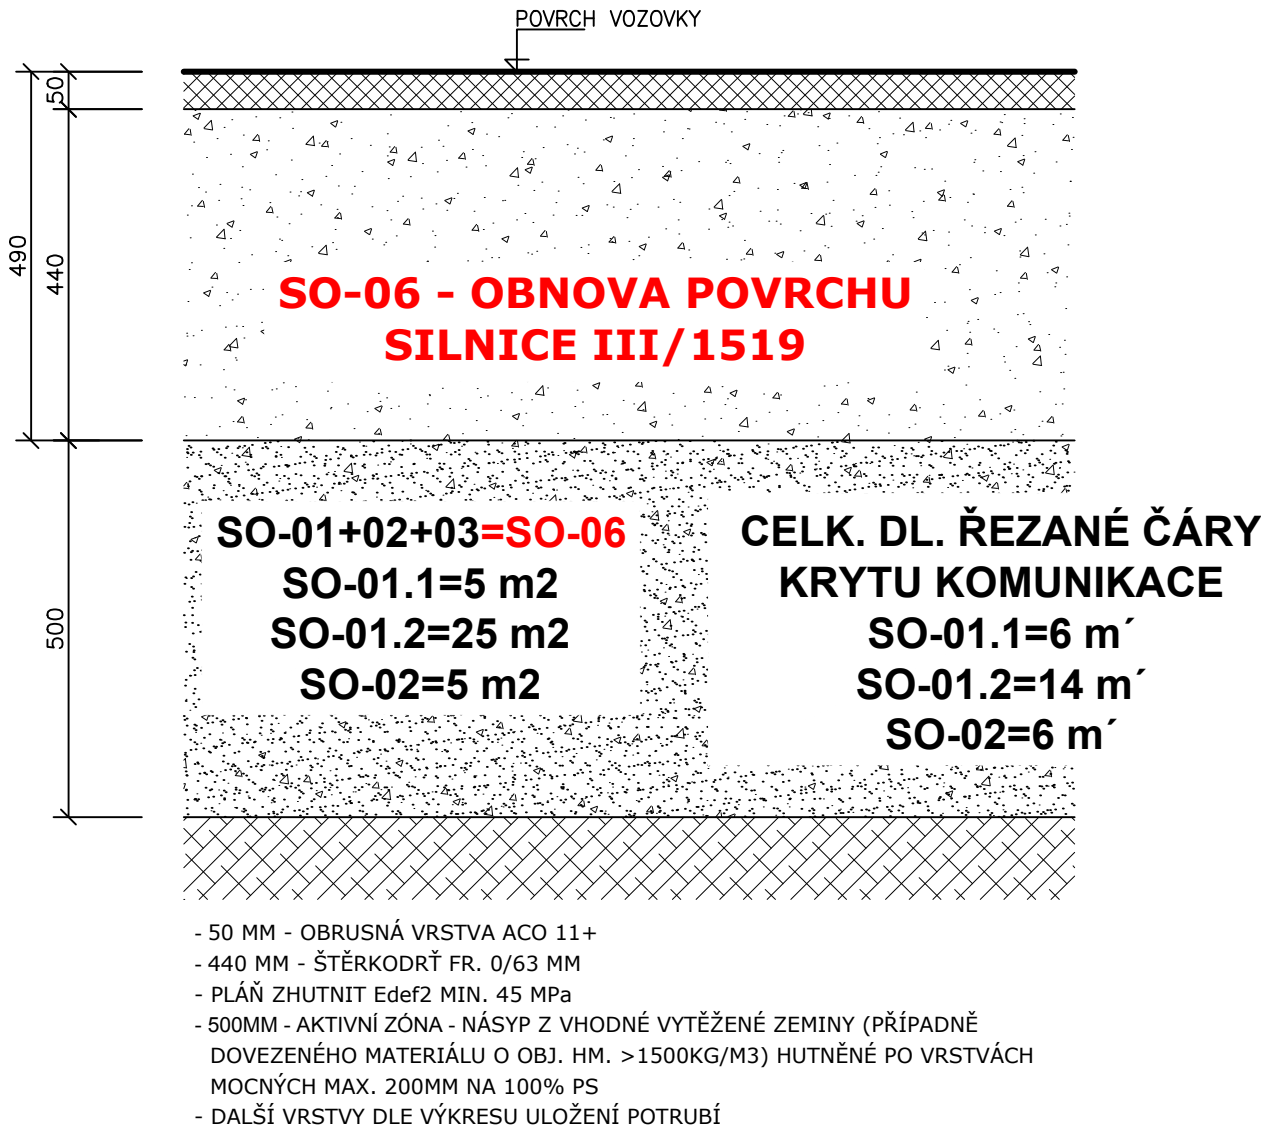 POVRCH VOZOVKY
50
490
440
SO-06 - OBNOVA POVRCHU
SILNICE III/1519
SO-01+02+03=SO-06
SO-01.1=5 m2
SO-01.2=25 m2
SO-02=5 m2
CELK. DL. ŘEZANÉ ČÁRY
KRYTU KOMUNIKACE
SO-01.1=6 m´
SO-01.2=14 m´
SO-02=6 m´
500
- 50 MM - OBRUSNÁ VRSTVA ACO 11+
- 440 MM - ŠTĚRKODRŤ FR. 0/63 MM
- PLÁŇ ZHUTNIT Edef2 MIN. 45 MPa
- 500MM - AKTIVNÍ ZÓNA - NÁSYP Z VHODNÉ VYTĚŽENÉ ZEMINY (PŘÍPADNĚ
DOVEZENÉHO MATERIÁLU O OBJ. HM. >1500KG/M3) HUTNĚNÉ PO VRSTVÁCH
MOCNÝCH MAX. 200MM NA 100% PS
- DALŠÍ VRSTVY DLE VÝKRESU ULOŽENÍ POTRUBÍ